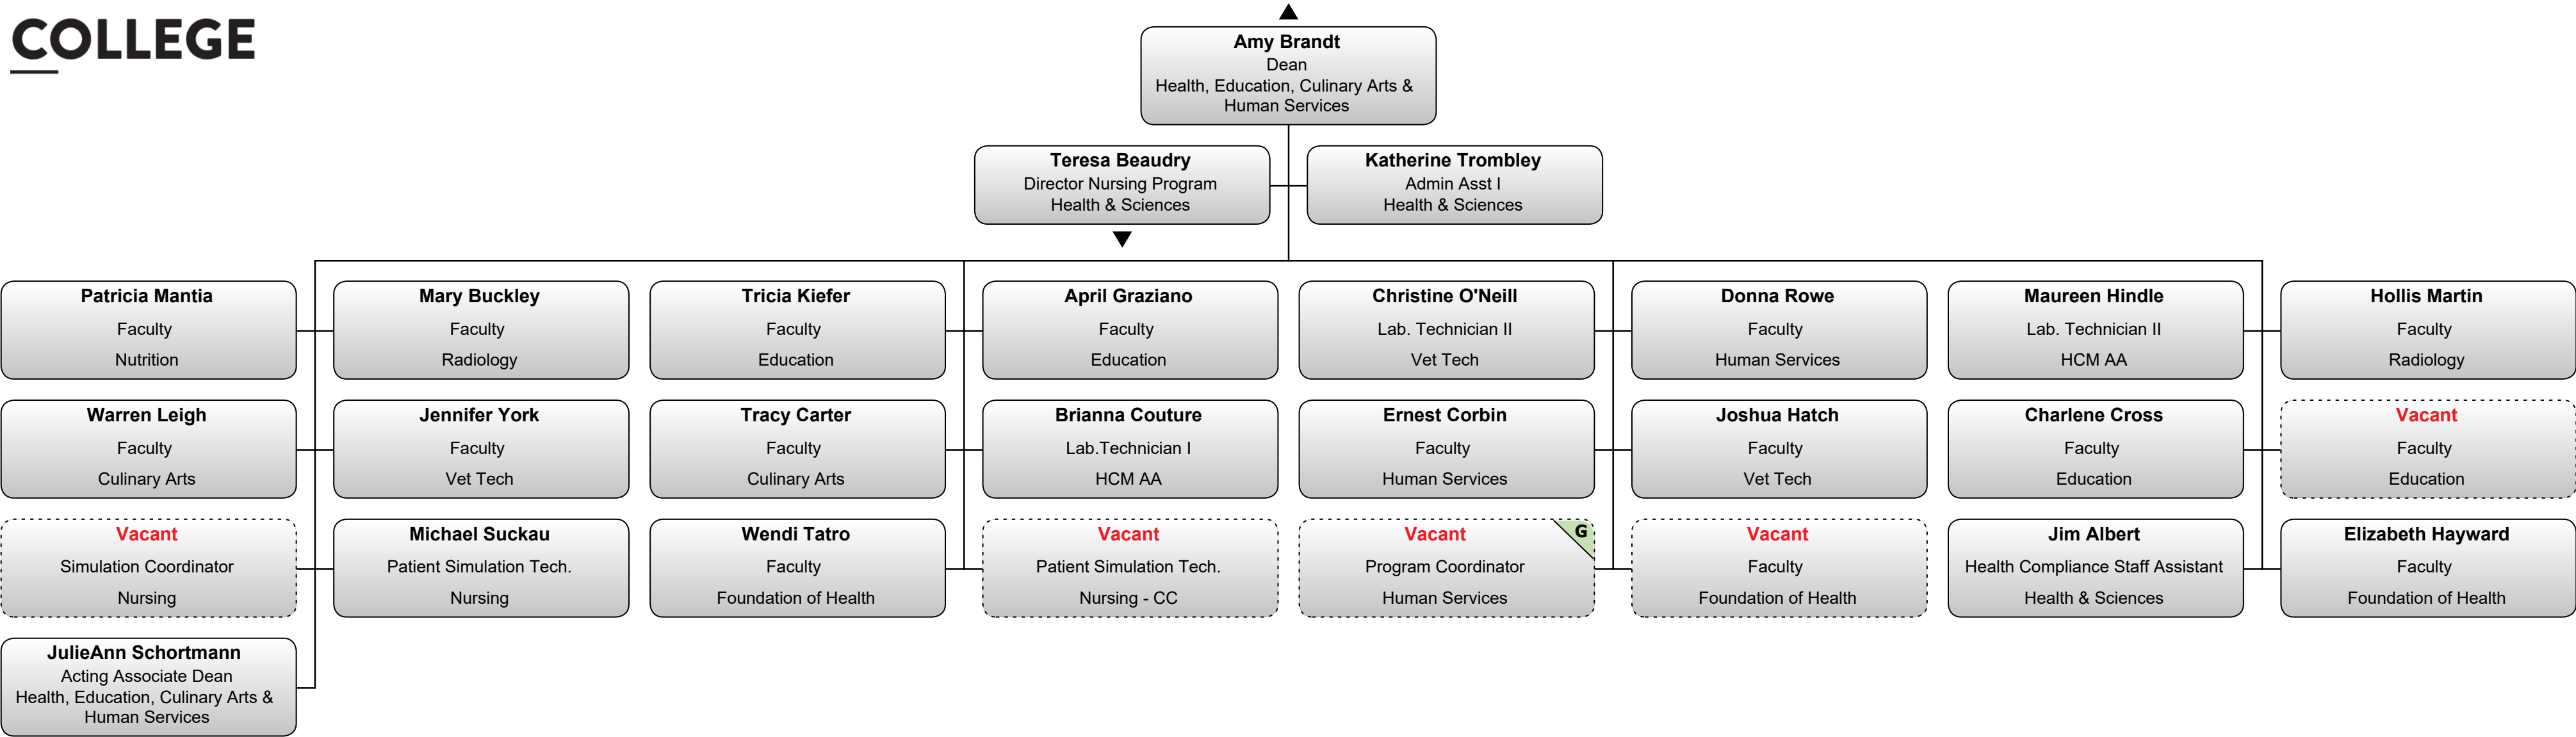 COLLEGE
Amy Brandt
Dean
Health, Education, Culinary Arts &
Human Services
Teresa Beaudry
Director Nursing Program
Health & Sciences
Katherine Trombley
Admin Asst I
Health & Sciences
Patricia Mantia
Faculty
Nutrition
Mary Buckley
Faculty
Radiology
Tricia Kiefer
Faculty
Education
April Graziano
Faculty
Education
Christine O'Neill
Lab. Technician II
Vet Tech
Donna Rowe
Faculty
Human Services
Maureen Hindle
Lab. Technician II
HCM AA
Hollis Martin
Faculty
Radiology
Warren Leigh
Faculty
Culinary Arts
Jennifer York
Faculty
Vet Tech
Tracy Carter
Faculty
Culinary Arts
Brianna Couture
Lab.Technician I
HCM AA
Ernest Corbin
Faculty
Human Services
Joshua Hatch
Faculty
Vet Tech
Charlene Cross
Faculty
Education
Vacant
Faculty
Education
Vacant
Simulation Coordinator
Nursing
Michael Suckau
Patient Simulation Tech.
Nursing
Wendi Tatro
Faculty
Foundation of Health
Vacant
Patient Simulation Tech.
Nursing - CC
Vacant
G
Program Coordinator
Human Services
Vacant
Faculty
Foundation of Health
Jim Albert
Health Compliance Staff Assistant
Health & Sciences
Elizabeth Hayward
Faculty
Foundation of Health
JulieAnn Schortmann
Acting Associate Dean
Health, Education, Culinary Arts &
Human Services